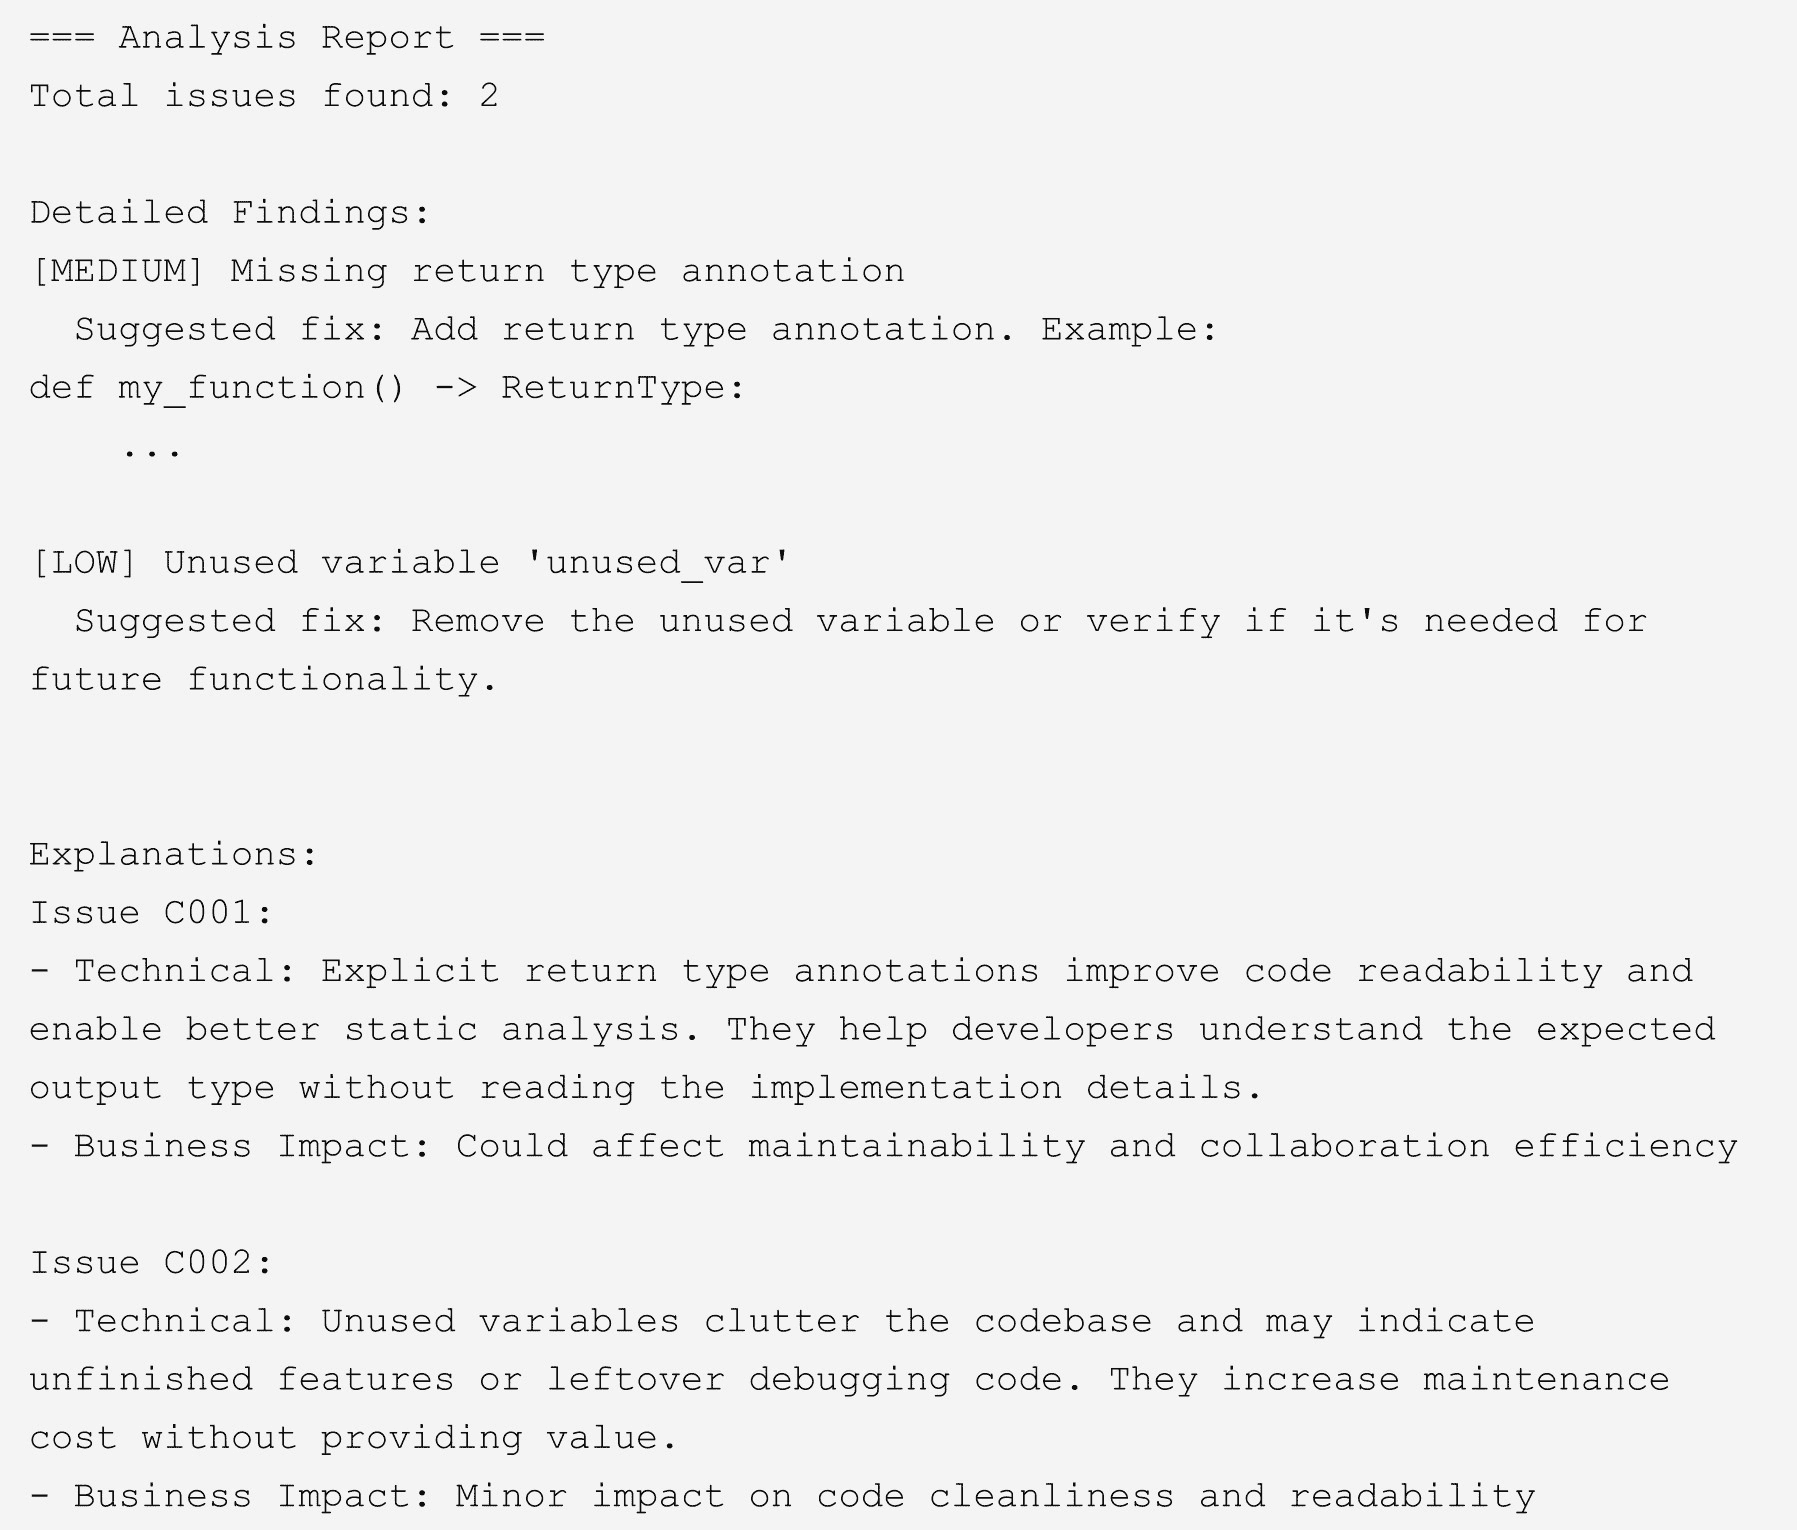 === Analysis Report ===
Total issues found: 2
Detailed Findings:
[MEDIUM] Missing return type annotation
  Suggested fix: Add return type annotation. Example:
def my_function() -> ReturnType:
    ...
[LOW] Unused variable 'unused_var'
  Suggested fix: Remove the unused variable or verify if it's needed for
future functionality.
Explanations:
Issue C001:
- Technical: Explicit return type annotations improve code readability and
enable better static analysis. They help developers understand the expected
output type without reading the implementation details.
- Business Impact: Could affect maintainability and collaboration efficiency
Issue C002:
- Technical: Unused variables clutter the codebase and may indicate
unfinished features or leftover debugging code. They increase maintenance
cost without providing value.
- Business Impact: Minor impact on code cleanliness and readability